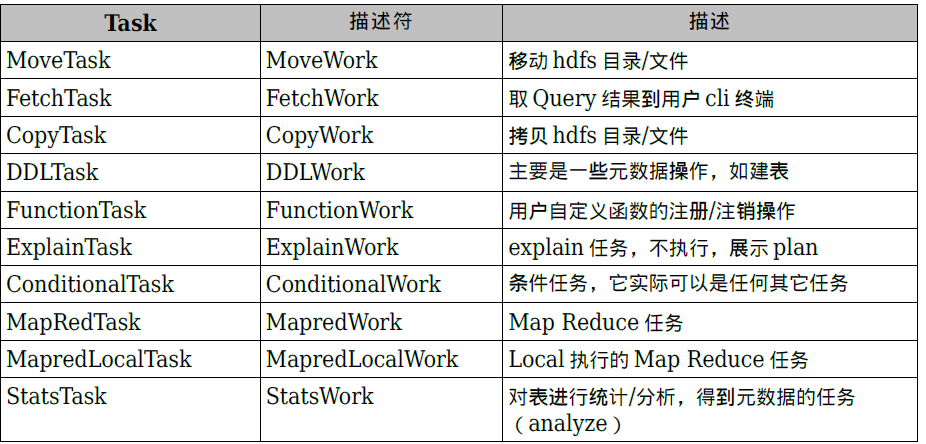 Task 描述符 描述
MoveTask MoveWork 移动 hdfs 目录/文件
FetchTask FetchWork 取 Query 结果到用户 cli 终端
CopyTask CopyWork 拷贝 hdfs 目录/文件
DDLTask DDLWork 主要是一些元数据操作，如建表
FunctionTask FunctionWork 用户自定义函数的注册/注销操作
ExplainTask ExplainWork explain 任务，不执行，展示 plan
ConditionalTask ConditionalWork 条件任务，它实际可以是任何其它任务
MapRedTask MapredWork Map Reduce 任务
MapredLocalTask MapredLocalWork Local 执行的 Map Reduce 任务
StatsTask StatsWork 对表进行统计/分析，得到元数据的任务
（analyze）